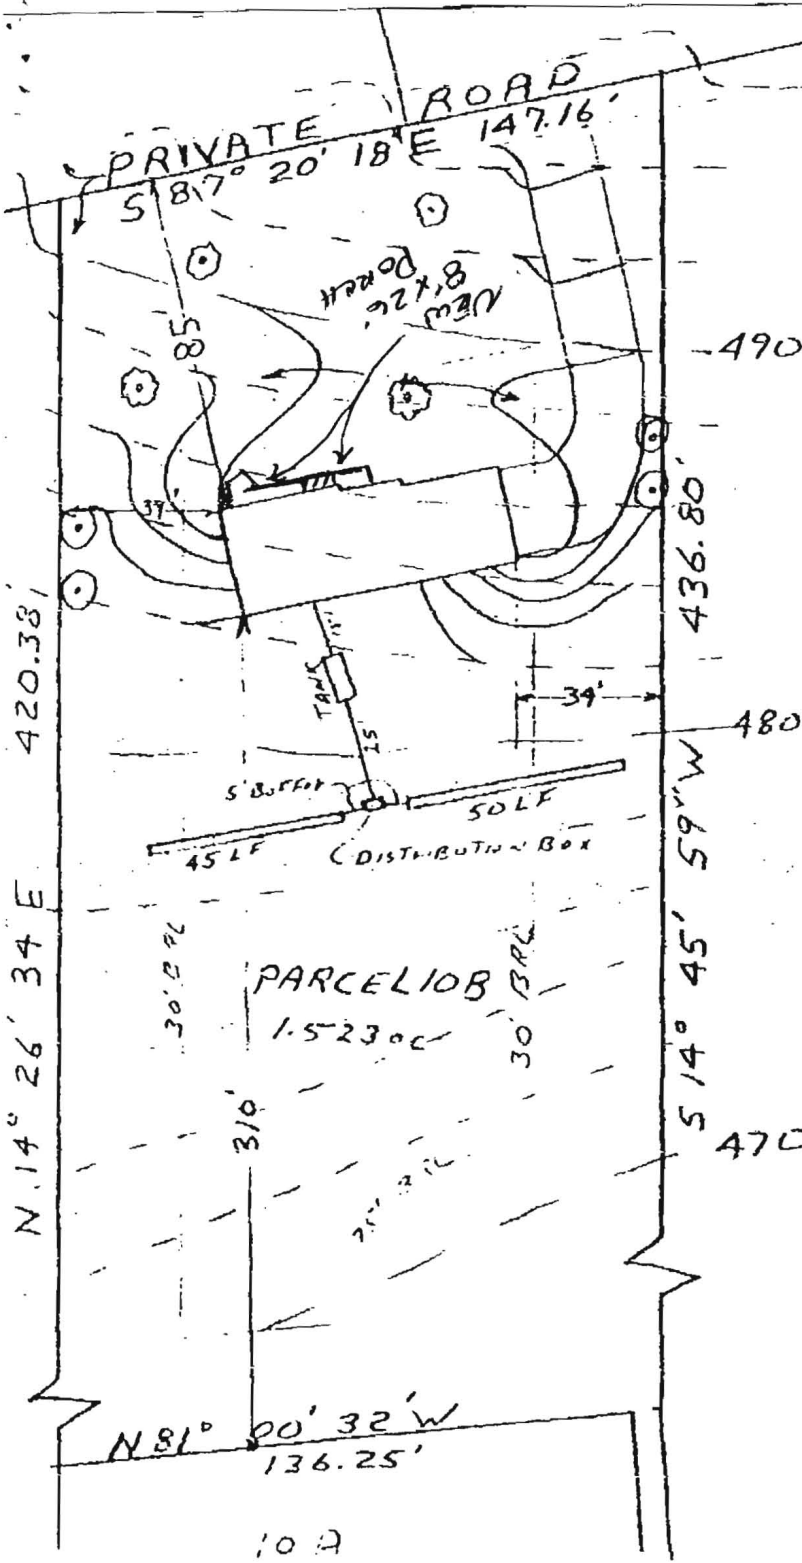 PRIVATE ROAD
S 87° 20' 18" E 147.16'
85
NEW
8' x 26'
PORCH
490
39'
436.80'
420.38'
TANK
25
34'
480
5' BUFFER
50 LF
45 LF
DISTRIBUTION BOX
S 14° 45' 59" W
N 14° 26' 34 E
30' BRL
30' BRL
PARCEL 10B
1.523 ac
310'
470
N 81° 00' 32" W
136.25'
10 A